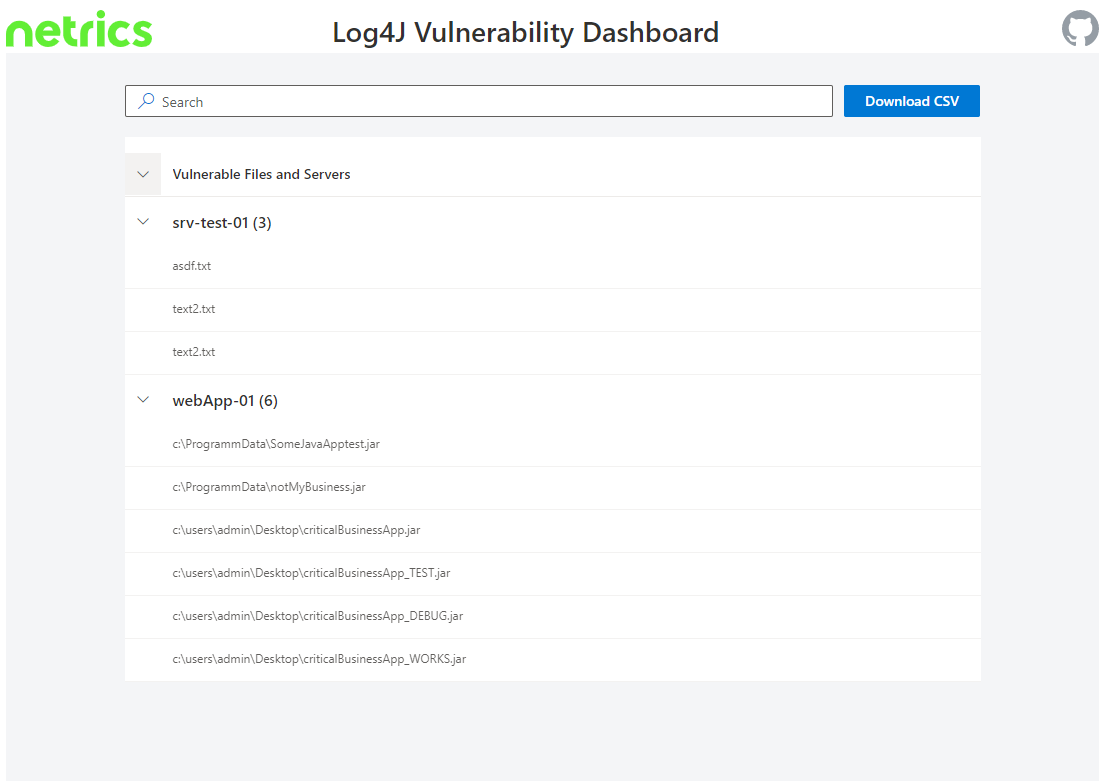 netrics
Log4J Vulnerability Dashboard
Search
Download CSV
Vulnerable Files and Servers
srv-test-01 (3)
asdf.txt
text2.txt
text2.txt
webApp-01 (6)
c:\ProgrammData\SomeJavaApptest.jar
c:\ProgrammData\notMyBusiness.jar
c:\users\admin\Desktop\criticalBusinessApp.jar
c:\users\admin\Desktop\criticalBusinessApp_TEST.jar
c:\users\admin\Desktop\criticalBusinessApp_DEBUG.jar
c:\users\admin\Desktop\criticalBusinessApp_WORKS.jar